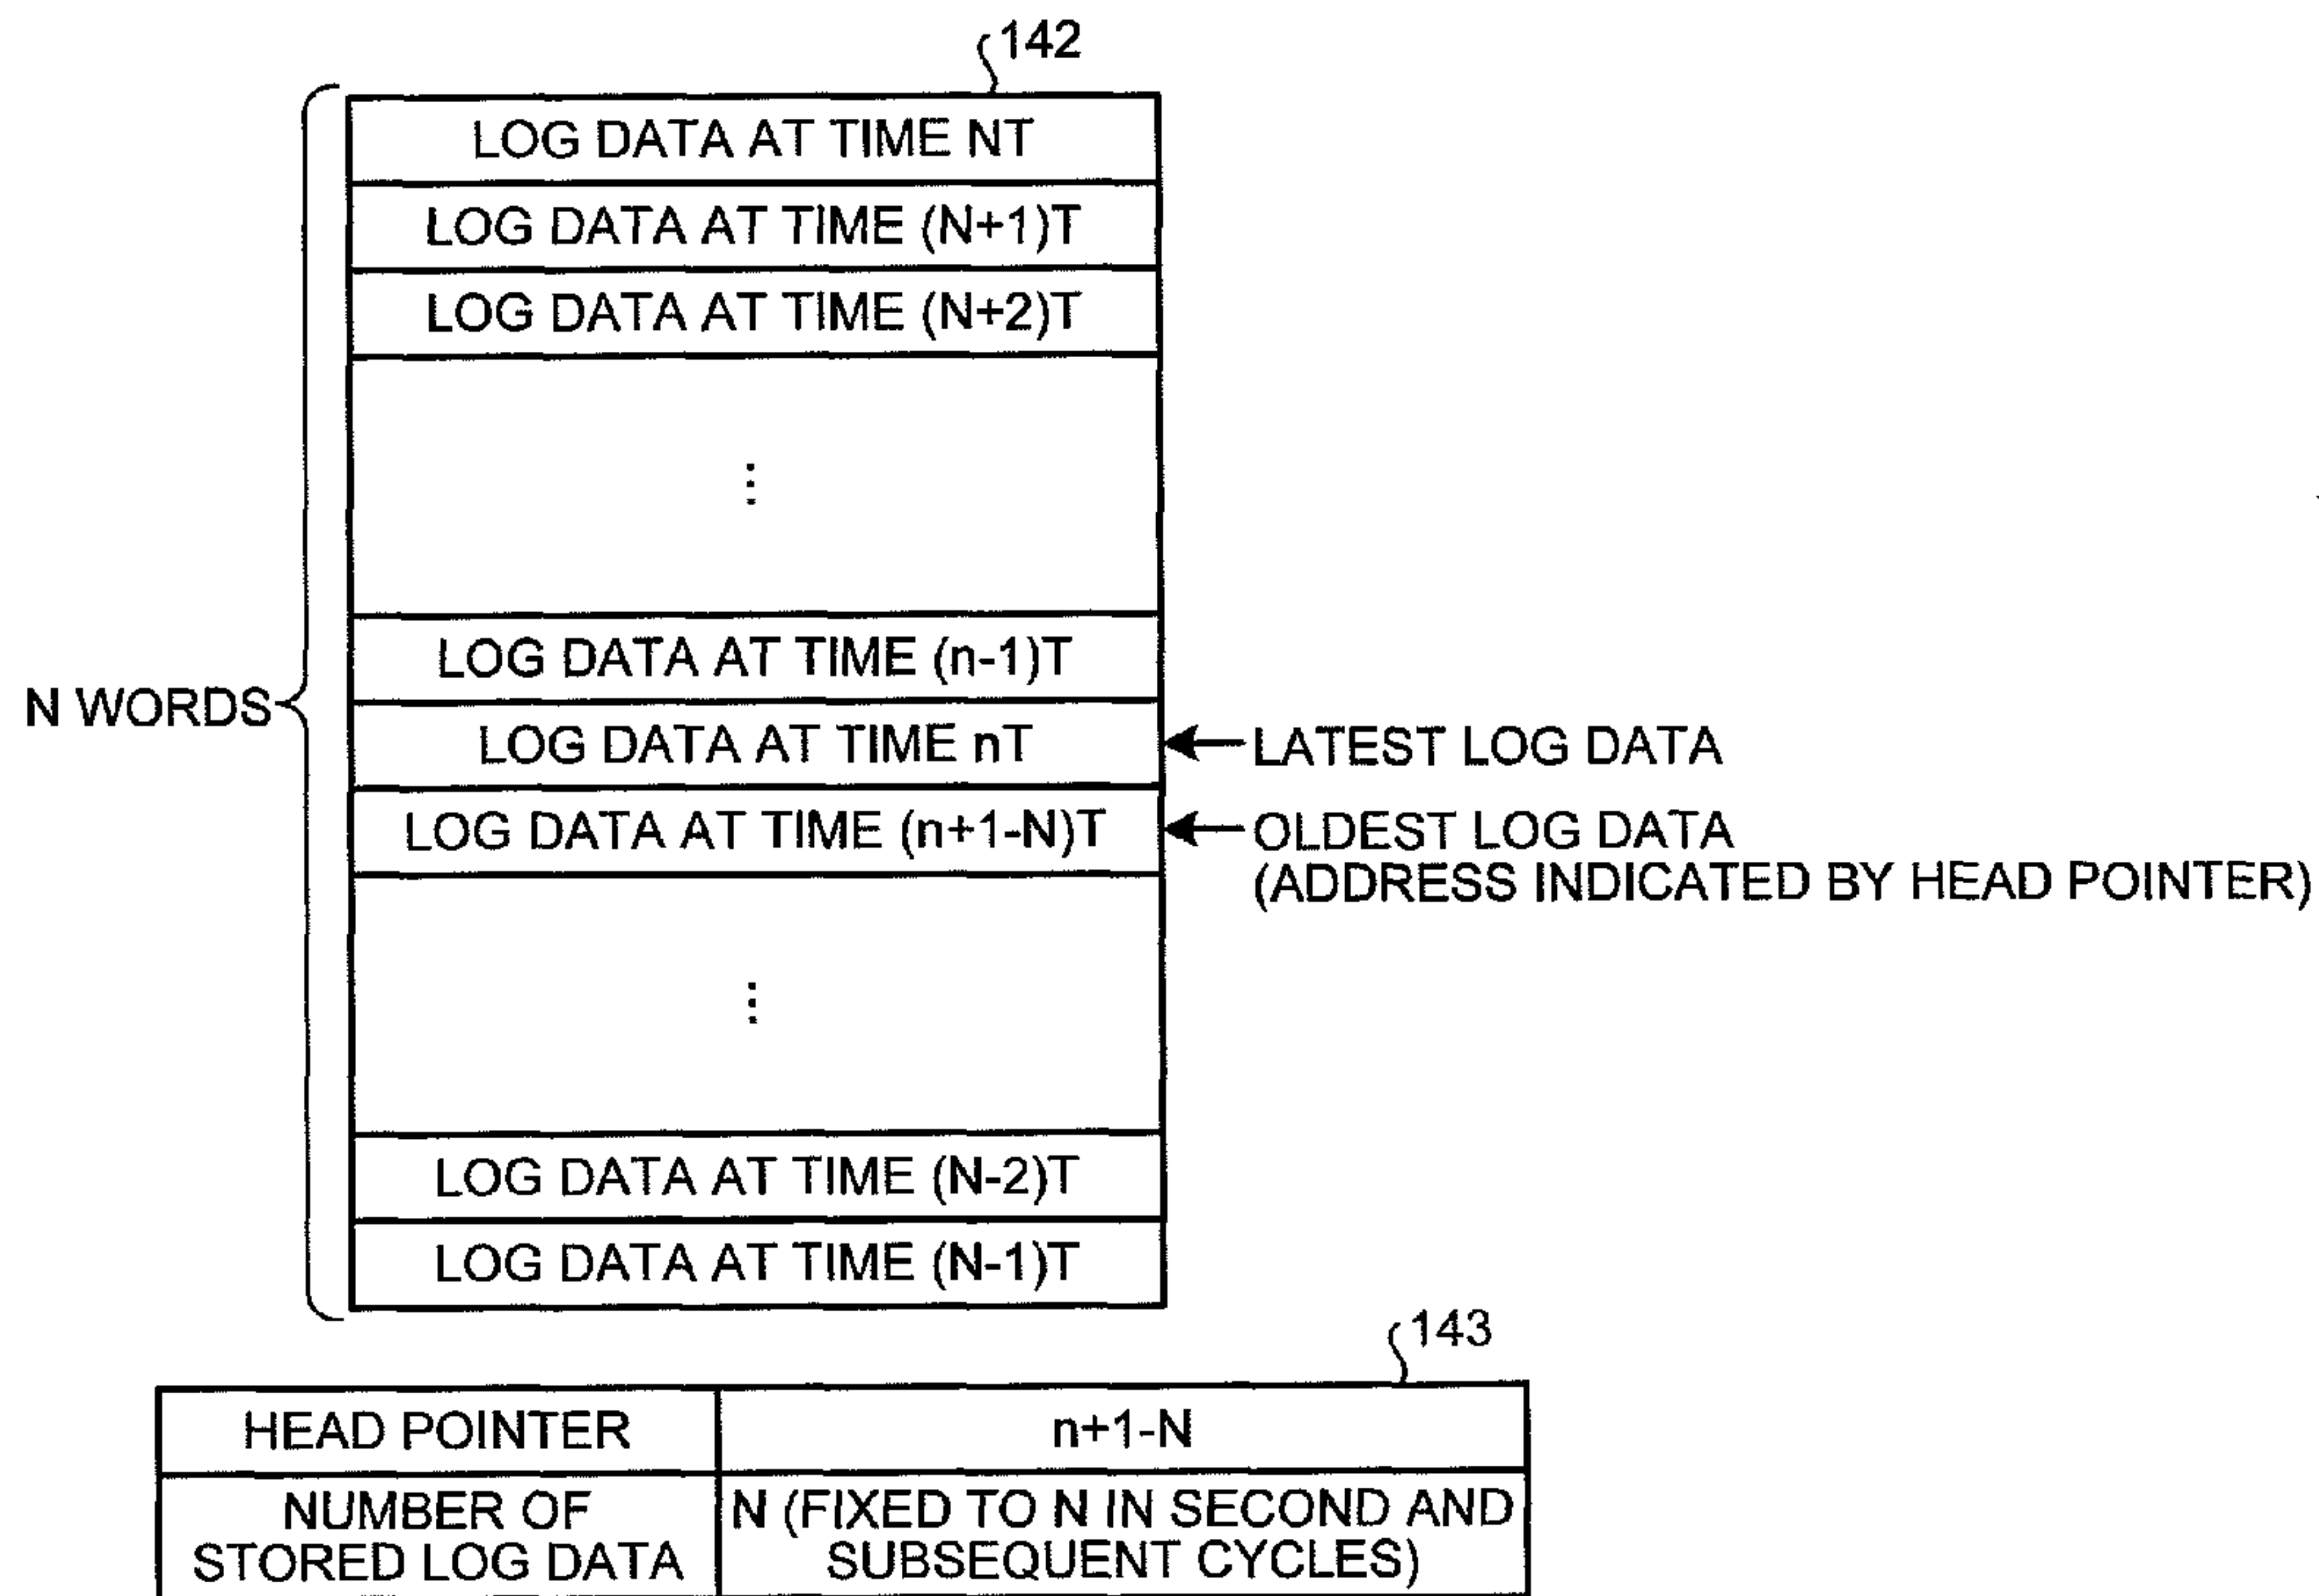 142
LOG DATA AT TIME NT
LOG DATA AT TIME (N+1)T
LOG DATA AT TIME (N+2)T
⋮
LOG DATA AT TIME (n-1)T
N WORDS
LOG DATA AT TIME nT
LATEST LOG DATA
LOG DATA AT TIME (n+1-N)T
OLDEST LOG DATA
(ADDRESS INDICATED BY HEAD POINTER)
⋮
LOG DATA AT TIME (N-2)T
LOG DATA AT TIME (N-1)T
143
HEAD POINTER
n+1-N
NUMBER OF
STORED LOG DATA
N (FIXED TO N IN SECOND AND
SUBSEQUENT CYCLES)